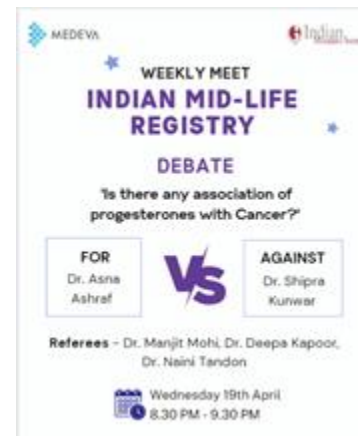 MEDEVA
Indian
WEEKLY MEET
INDIAN MID-LIFE
REGISTRY
DEBATE
'Is there any association of
progesterones with Cancer?"
FOR
Dr. Asna
Ashraf
VS
AGAINST
Dr. Shipra
Kunwar
Referees - Dr. Manjit Mohi, Dr. Deepa Kapoor,
Dr. Naini Tandon
Wednesday 19th April
8.30 PM - 9.30 PM